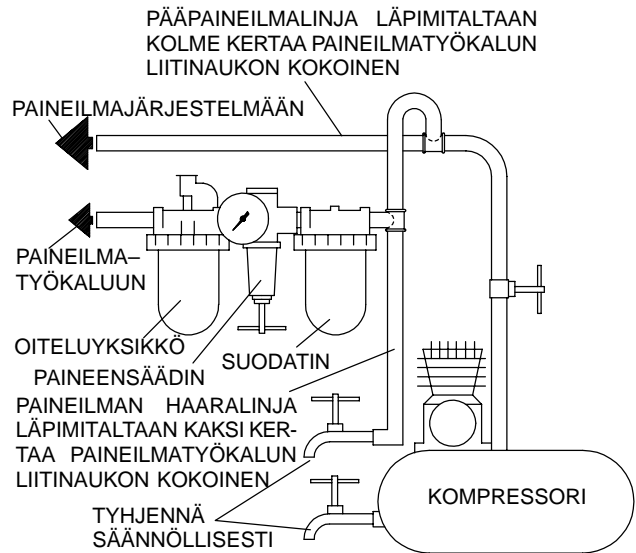 PÄÄPAINEILMALINJA LÄPIMITALTAAN
KOLME KERTAA PAINEILMATYÖKALUN
LIITINAUKON KOKOINEN
PAINEILMAJÄRJESTELMÄÄN
PAINEILMA–
TYÖKALUUN
OITELUYKSIKKÖ
SUODATIN
PAINEENSÄÄDIN
PAINEILMAN HAARALINJA
LÄPIMITALTAAN KAKSI KER-
TAA PAINEILMATYÖKALUN
LIITINAUKON KOKOINEN
KOMPRESSORI
TYHJENNÄ
SÄÄNNÖLLISESTI